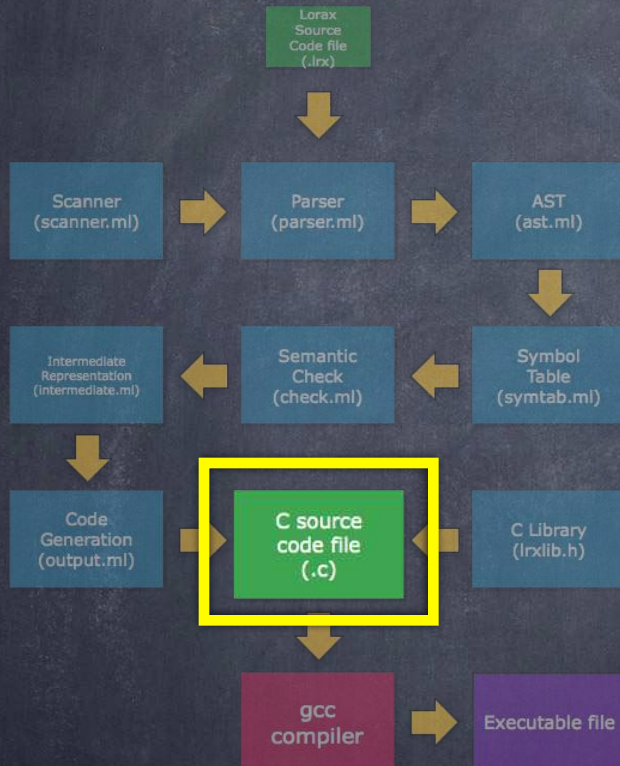 Lorax
Source
Code file
(.lrx)
Scanner
(scanner.ml)
Parser
(parser.ml)
AST
(ast.ml)
Intermediate
Representation
(intermediate.ml)
Semantic
Check
(check.ml)
Symbol
Table
(symtab.ml)
Code
Generation
(output.ml)
C source
code file
(.c)
C Library
(lrxlib.h)
gcc
compiler
Executable file